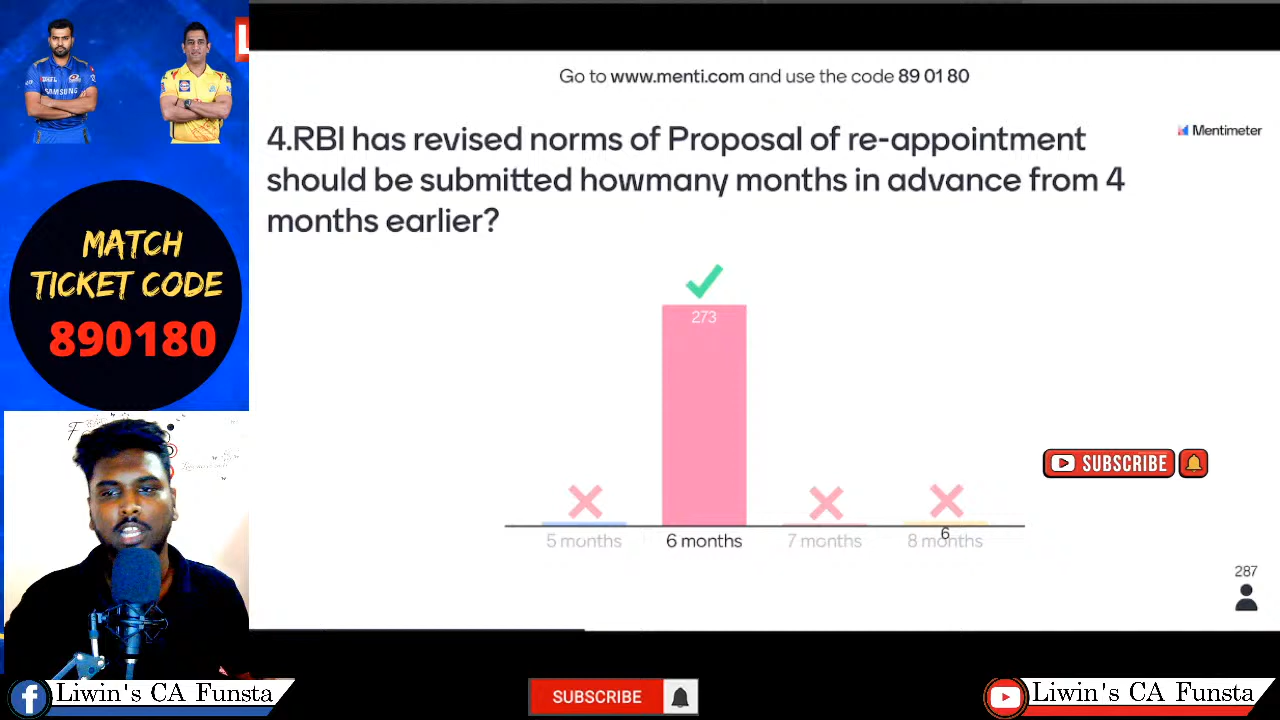 Go to www.menti.com and use the code 89 01 80
Mentimeter
4.RBI has revised norms of Proposal of re-appointment
should be submitted howmany months in advance from 4
months earlier?
MATCH
TICKET CODE
890180
SAMSUNG
273
6
5 months
6 months
7 months
8 months
SUBSCRIBE
287
Liwin's CA Funsta
SUBSCRIBE
Liwin's CA Funsta